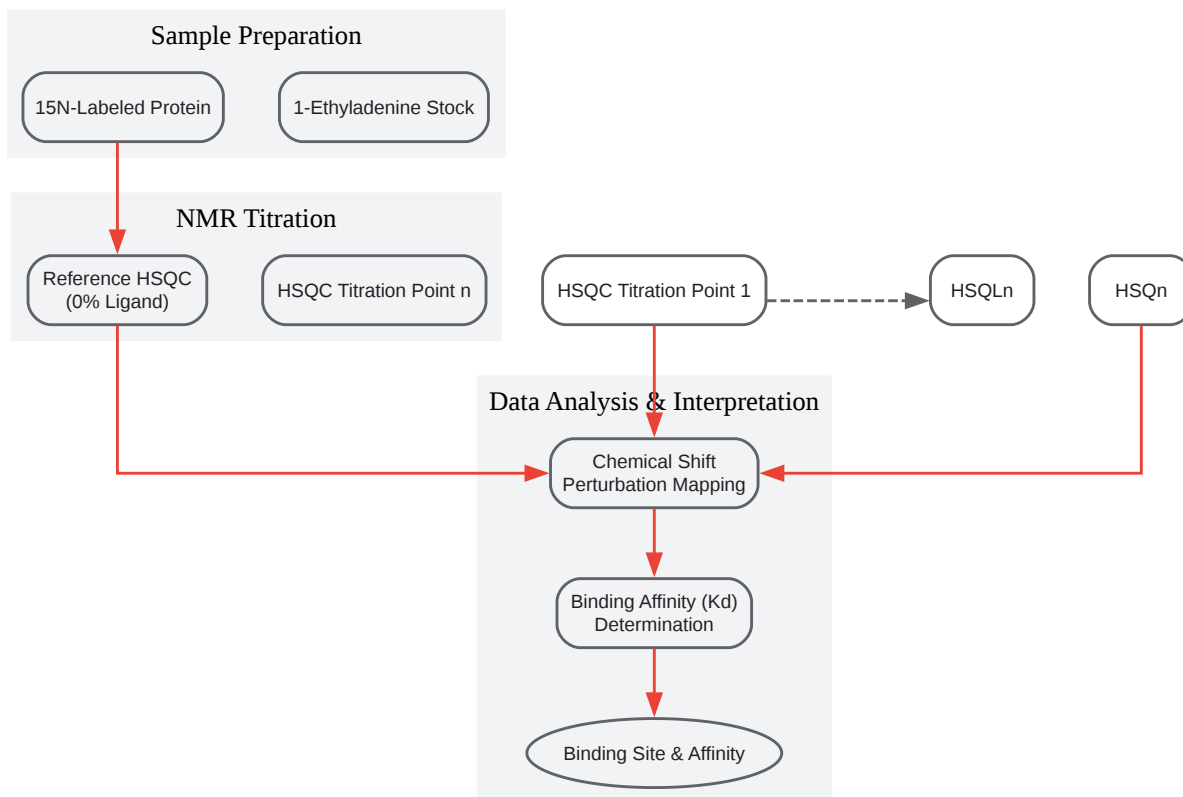 Sample Preparation
15N-Labeled Protein
1-Ethyladenine Stock
NMR Titration
Reference HSQC
(0% Ligand)
HSQC Titration Point n
HSQC Titration Point 1
HSQLn
HSQn
Data Analysis & Interpretation
Chemical Shift
Perturbation Mapping
Binding Affinity (Kd)
Determination
Binding Site & Affinity